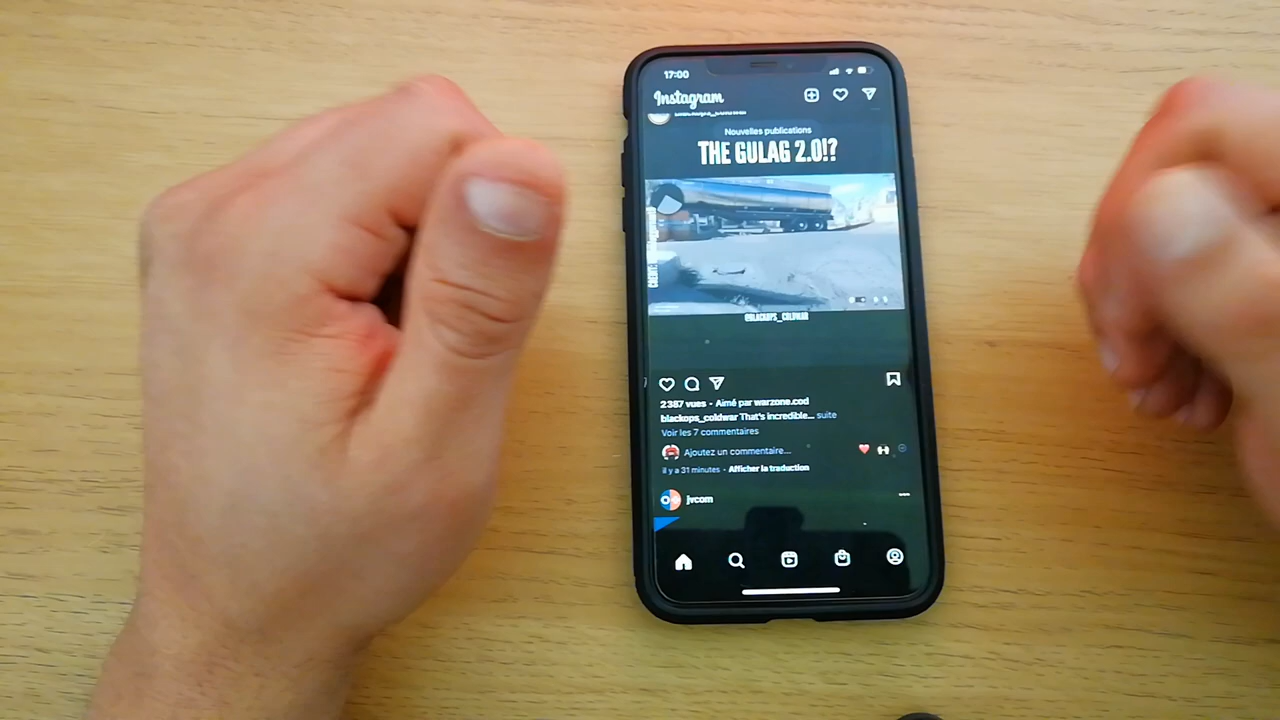 17:00
Instagram
Nouvelles publications
THE GULAG 2.0!?
@BLACKOPS_COLDWAR
2 387 vues • Aimé par warzone.cod
blackops_coldwar That's incredible... suite
Voir les 7 commentaires
Ajoutez un commentaire...
il y a 31 minutes • Afficher la traduction
jvcom